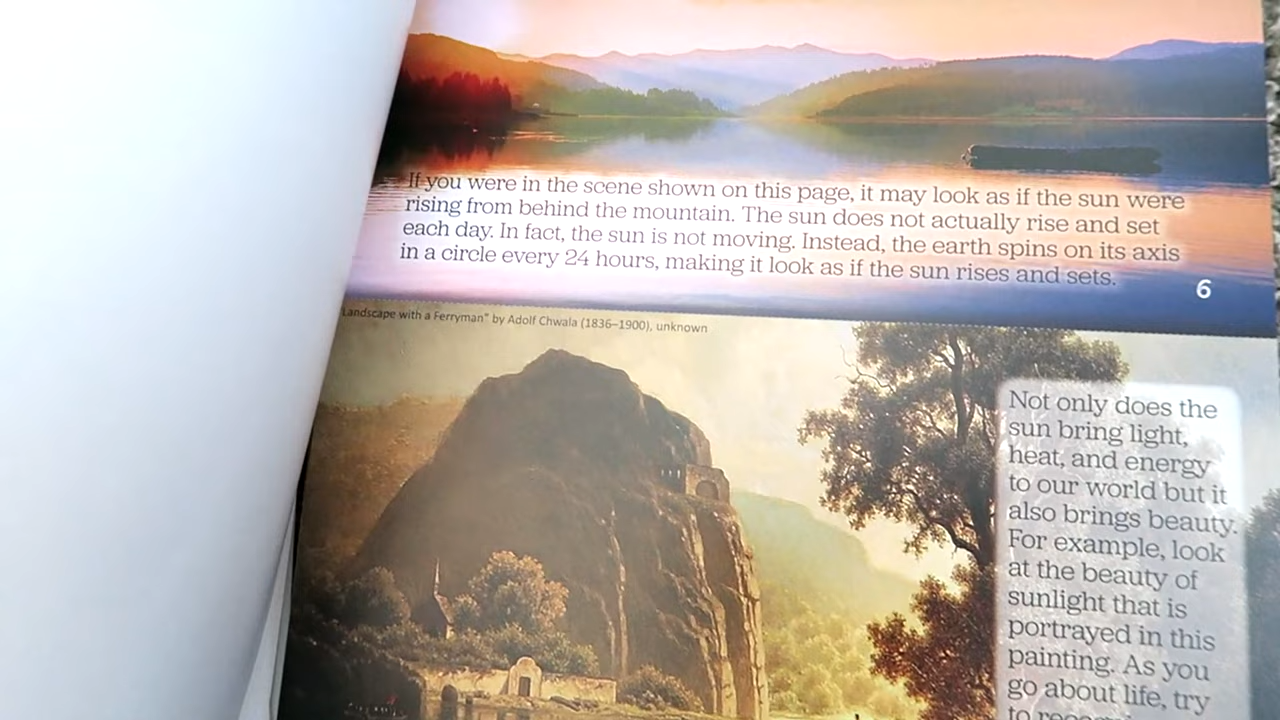 If you were in the scene shown on this page, it may look as if the sun were
rising from behind the mountain. The sun does not actually rise and set
each day. In fact, the sun is not moving. Instead, the earth spins on its axis
in a circle every 24 hours, making it look as if the sun rises and sets.
6
Landscape with a Ferryman" by Adolf Chwala (1836–1900), unknown
Not only does the
sun bring light,
heat, and energy
to our world but it
also brings beauty.
For example, look
at the beauty of
sunlight that is
portrayed in this
painting. As you
go about life, try
to